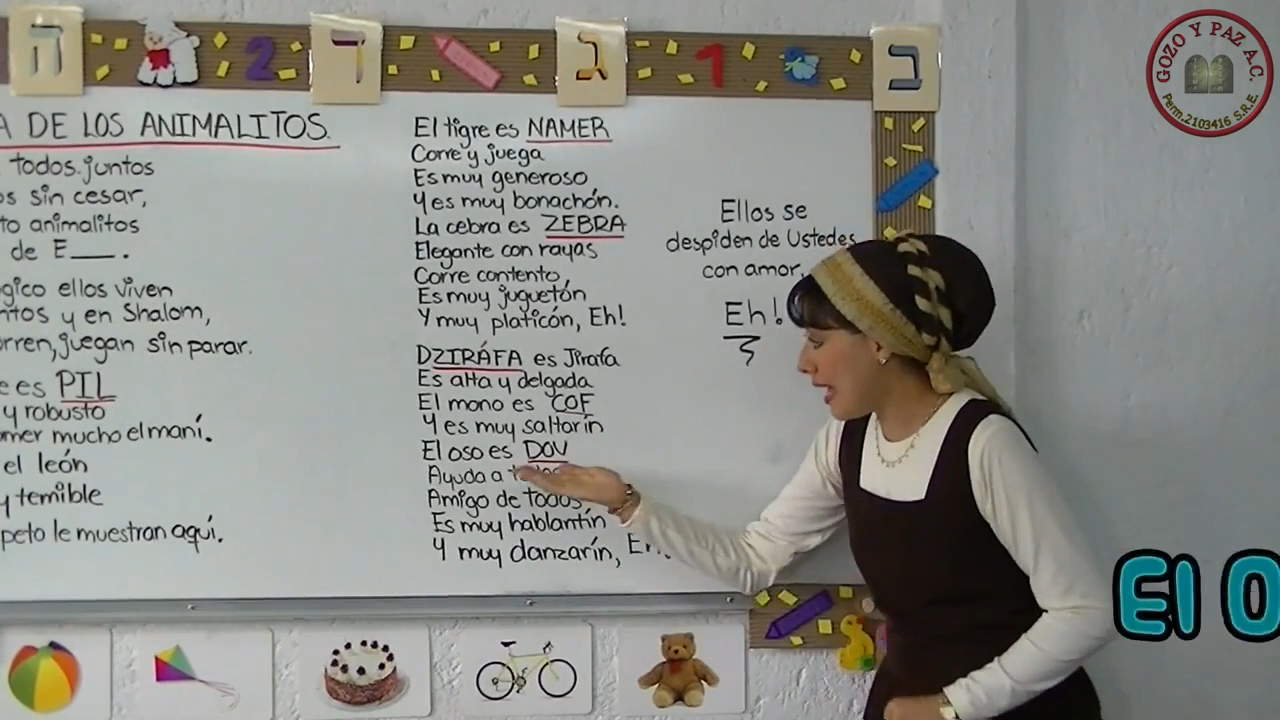 ה
2
ד
ג
1
ב
GOZO Y PAZ A.C.
Perm.2103416 S.R.E.
A DE LOS ANIMALITOS.
todos juntos
os sin cesar,
to animalitos
de E___.
gico ellos viven
ntos y en Shalom,
rren, juegan sin parar.
e es PIL
y robusto
omer mucho el maní.
el león
y temible
peto le muestran aquí.
El tigre es NAMER
Corre y juega
Es muy generoso
Y es muy bonachón.
La cebra es ZEBRA
Elegante con rayas
Corre contento,
Es muy juguetón
Y muy platicón, Eh!
DZIRÁFA es Jirafa
Es alta y delgada
El mono es COF
Y es muy saltarín
El oso es DOV
Ayuda a
Amigo de todos
Es muy hablantín
Y muy danzarín,
Ellos se
despiden de Ustedes
con amor,
Eh!
El O